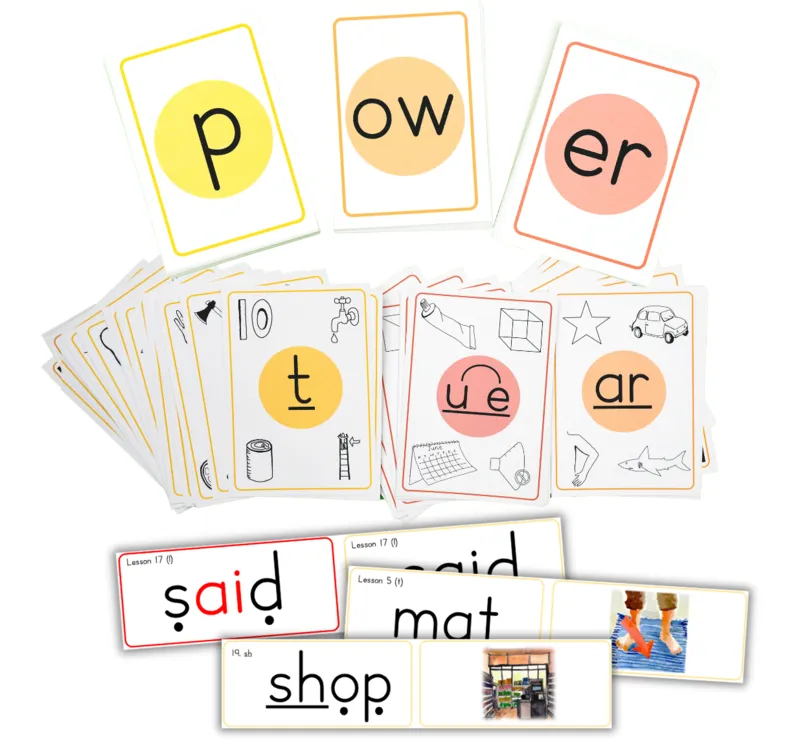 p
ow
er
10
t
u e
June
ar
Lesson 17 (f)
said
Lesson 17 (f)
said
Lesson 5 (t)
mat
19. sh
shop